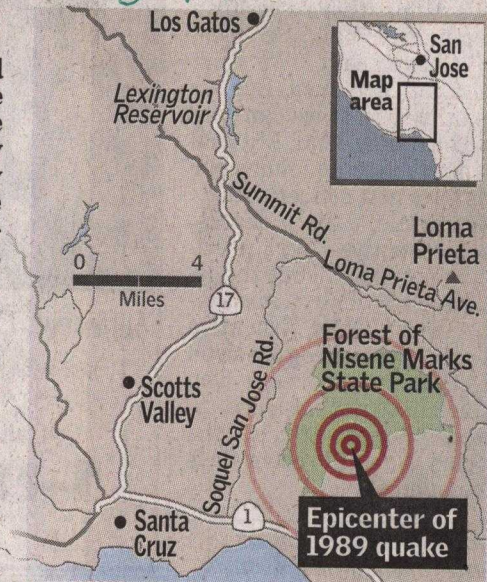 Los Gatos
San
Jose
Map
area
Lexington
Reservoir
Summit Rd.
Loma
Prieta
Loma Prieta Ave.
0 4
Miles
17
Forest of
Nisene Marks
State Park
Scotts
Valley
Soquel San Jose Rd.
Santa
Cruz
1
Epicenter of
1989 quake